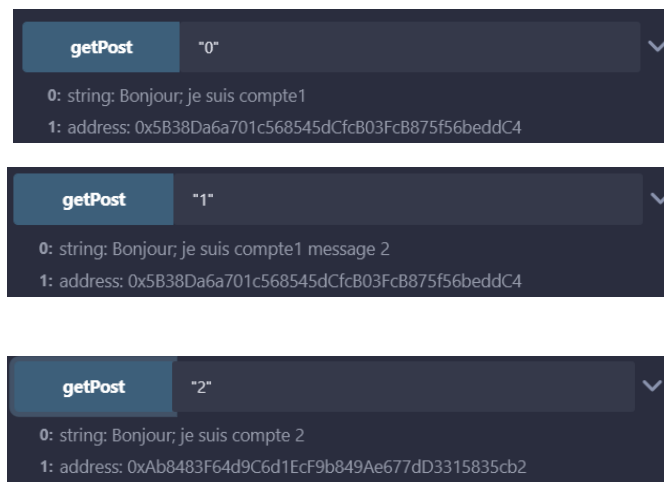 getPost "0"
0: string: Bonjour; je suis compte1
1: address: 0x5B38Da6a701c568545dCfcB03FcB875f56beddC4
getPost "1"
0: string: Bonjour; je suis compte1 message 2
1: address: 0x5B38Da6a701c568545dCfcB03FcB875f56beddC4
getPost "2"
0: string: Bonjour; je suis compte 2
1: address: 0xAb8483F64d9C6d1EcF9b849Ae677dD3315835cb2